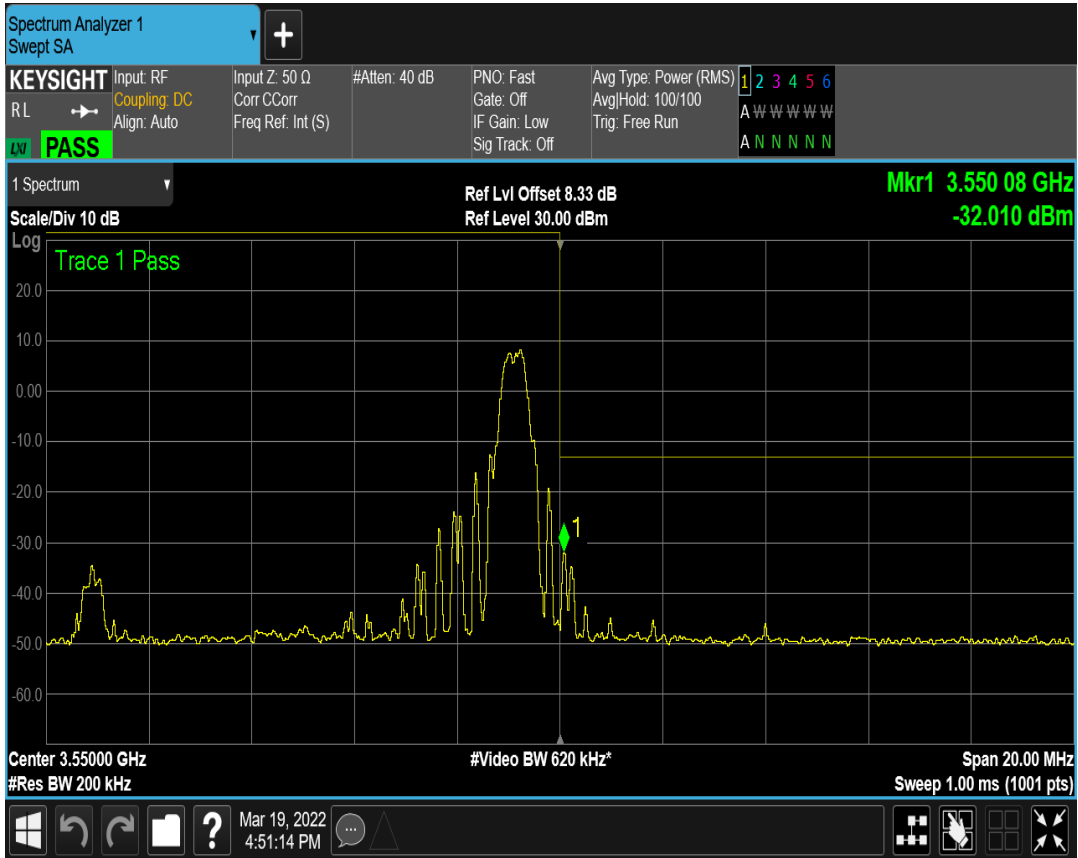 Spectrum Analyzer 1
Swept SA
+
KEYSIGHT Input: RF Input Z: 50 Ω #Atten: 40 dB PNO: Fast Avg Type: Power (RMS) 1 2 3 4 5 6
R L Coupling: DC Corr CCorr Gate: Off Avg|Hold: 100/100 A W W W W W
Align: Auto Freq Ref: Int (S) IF Gain: Low Trig: Free Run
LXI PASS Sig Track: Off A N N N N N
1 Spectrum Ref Lvl Offset 8.33 dB Mkr1 3.550 08 GHz
Scale/Div 10 dB Ref Level 30.00 dBm -32.010 dBm
Log
Trace 1 Pass
20.0
10.0
0.00
-10.0
-20.0
1
-30.0
-40.0
-50.0
-60.0
Center 3.55000 GHz #Video BW 620 kHz* Span 20.00 MHz
#Res BW 200 kHz Sweep 1.00 ms (1001 pts)
? Mar 19, 2022
4:51:14 PM